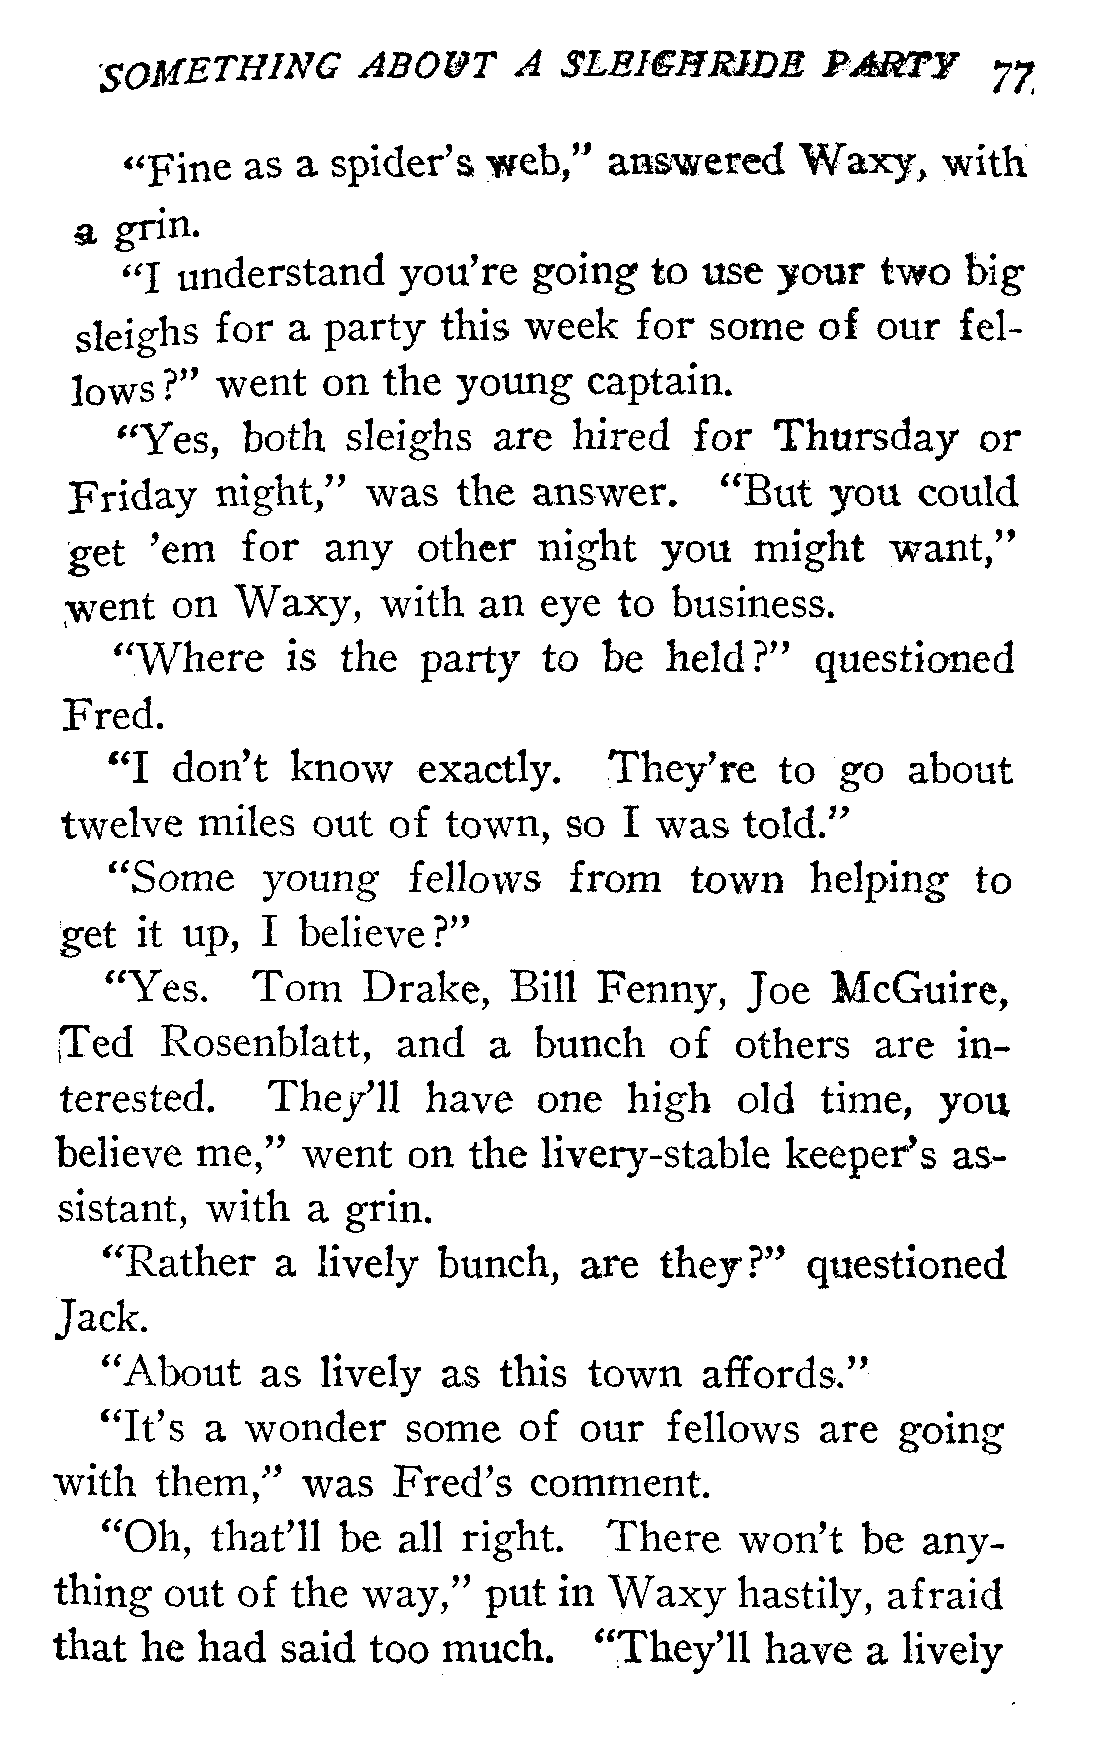 SOMETHING ABOUT A SLEIGHRIDE PARTY 77
“Fine as a spider’s web,” answered Waxy, with
a grin.
“I understand you’re going to use your two big
sleighs for a party this week for some of our fel-
lows?” went on the young captain.
“Yes, both sleighs are hired for Thursday or
Friday night,” was the answer. “But you could
get ’em for any other night you might want,”
went on Waxy, with an eye to business.
“Where is the party to be held?” questioned
Fred.
“I don’t know exactly. They’re to go about
twelve miles out of town, so I was told.”
“Some young fellows from town helping to
get it up, I believe?”
“Yes. Tom Drake, Bill Fenny, Joe McGuire,
Ted Rosenblatt, and a bunch of others are in-
terested. They’ll have one high old time, you
believe me,” went on the livery-stable keeper’s as-
sistant, with a grin.
“Rather a lively bunch, are they?” questioned
Jack.
“About as lively as this town affords.”
“It’s a wonder some of our fellows are going
with them,” was Fred’s comment.
“Oh, that’ll be all right. There won’t be any-
thing out of the way,” put in Waxy hastily, afraid
that he had said too much. “They’ll have a lively